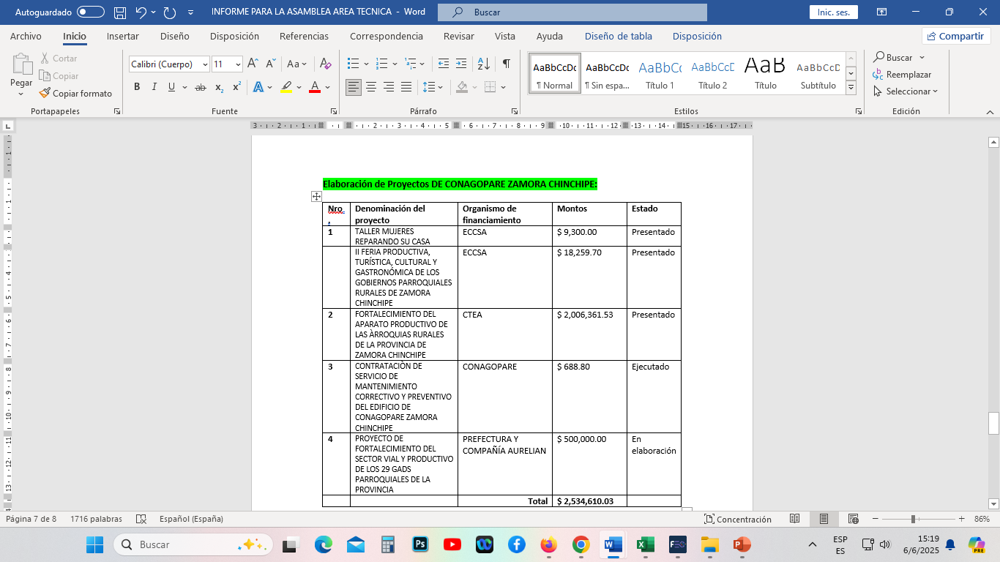 Autoguardado
INFORME PARA LA ASAMBLEA AREA TECNICA - Word
Buscar
Inic. ses.
Archivo Inicio Insertar Diseño Disposición Referencias Correspondencia Revisar Vista Ayuda Diseño de tabla Disposición Compartir
Pegar
Cortar
Copiar
Copiar formato
Portapapeles
Calibri (Cuerpo) 11
Fuente
Párrafo
AaBbCcDc AaBbCcDc AaBbCc AaBbCcD AaB AaBbCcD
¶ Normal ¶ Sin espa... Título 1 Título 2 Título Subtítulo
Estilos
Buscar
Reemplazar
Seleccionar
Edición
Elaboración de Proyectos DE CONAGOPARE ZAMORA CHINCHIPE:
Nro
.
Denominación del
proyecto
Organismo de
financiamiento
Montos
Estado
1
TALLER MUJERES
REPARANDO SU CASA
ECCSA
$ 9,300.00
Presentado
II FERIA PRODUCTIVA,
TURÍSTICA, CULTURAL Y
GASTRONÓMICA DE LOS
GOBIERNOS PARROQUIALES
RURALES DE ZAMORA
CHINCHIPE
ECCSA
$ 18,259.70
Presentado
2
FORTALECIMIENTO DEL
APARATO PRODUCTIVO DE
LAS ÀRROQUIAS RURALES
DE LA PROVINCIA DE
ZAMORA CHINCHIPE
CTEA
$ 2,006,361.53
Presentado
3
CONTRATACIÒN DE
SERVICIO DE
MANTENIMIENTO
CORRECTIVO Y PREVENTIVO
DEL EDIFICIO DE
CONAGOPARE ZAMORA
CHINCHIPE
CONAGOPARE
$ 688.80
Ejecutado
4
PROYECTO DE
FORTALECIMIENTO DEL
SECTOR VIAL Y PRODUCTIVO
DE LOS 29 GADS
PARROQUIALES DE LA
PROVINCIA
PREFECTURA Y
COMPAÑÍA AURELIAN
$ 500,000.00
En
elaboración
Total $ 2,534,610.03
Página 7 de 8 1716 palabras Español (España) Concentración 86%
Buscar
ESP
ES
15:19
6/6/2025